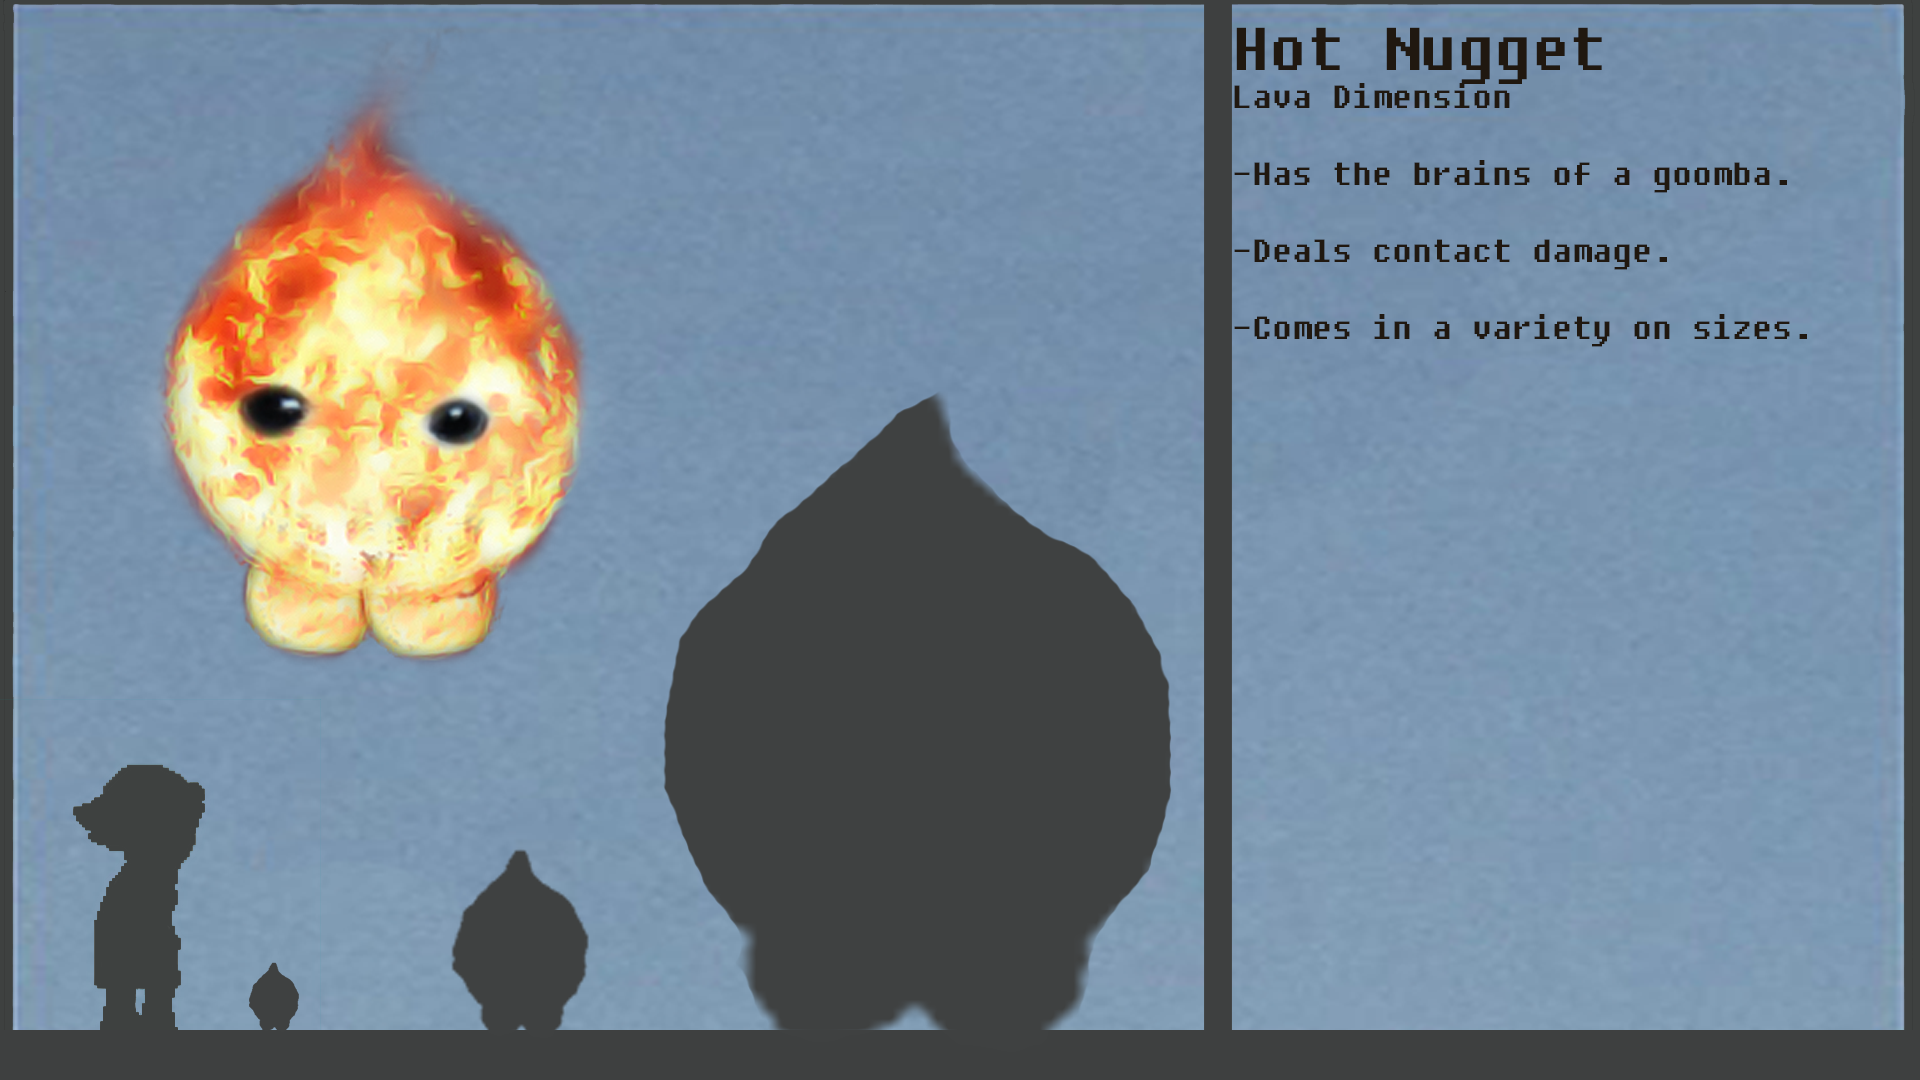 Hot Nugget
Lava Dimension
-Has the brains of a goomba.
-Deals contact damage.
-Comes in a variety on sizes.